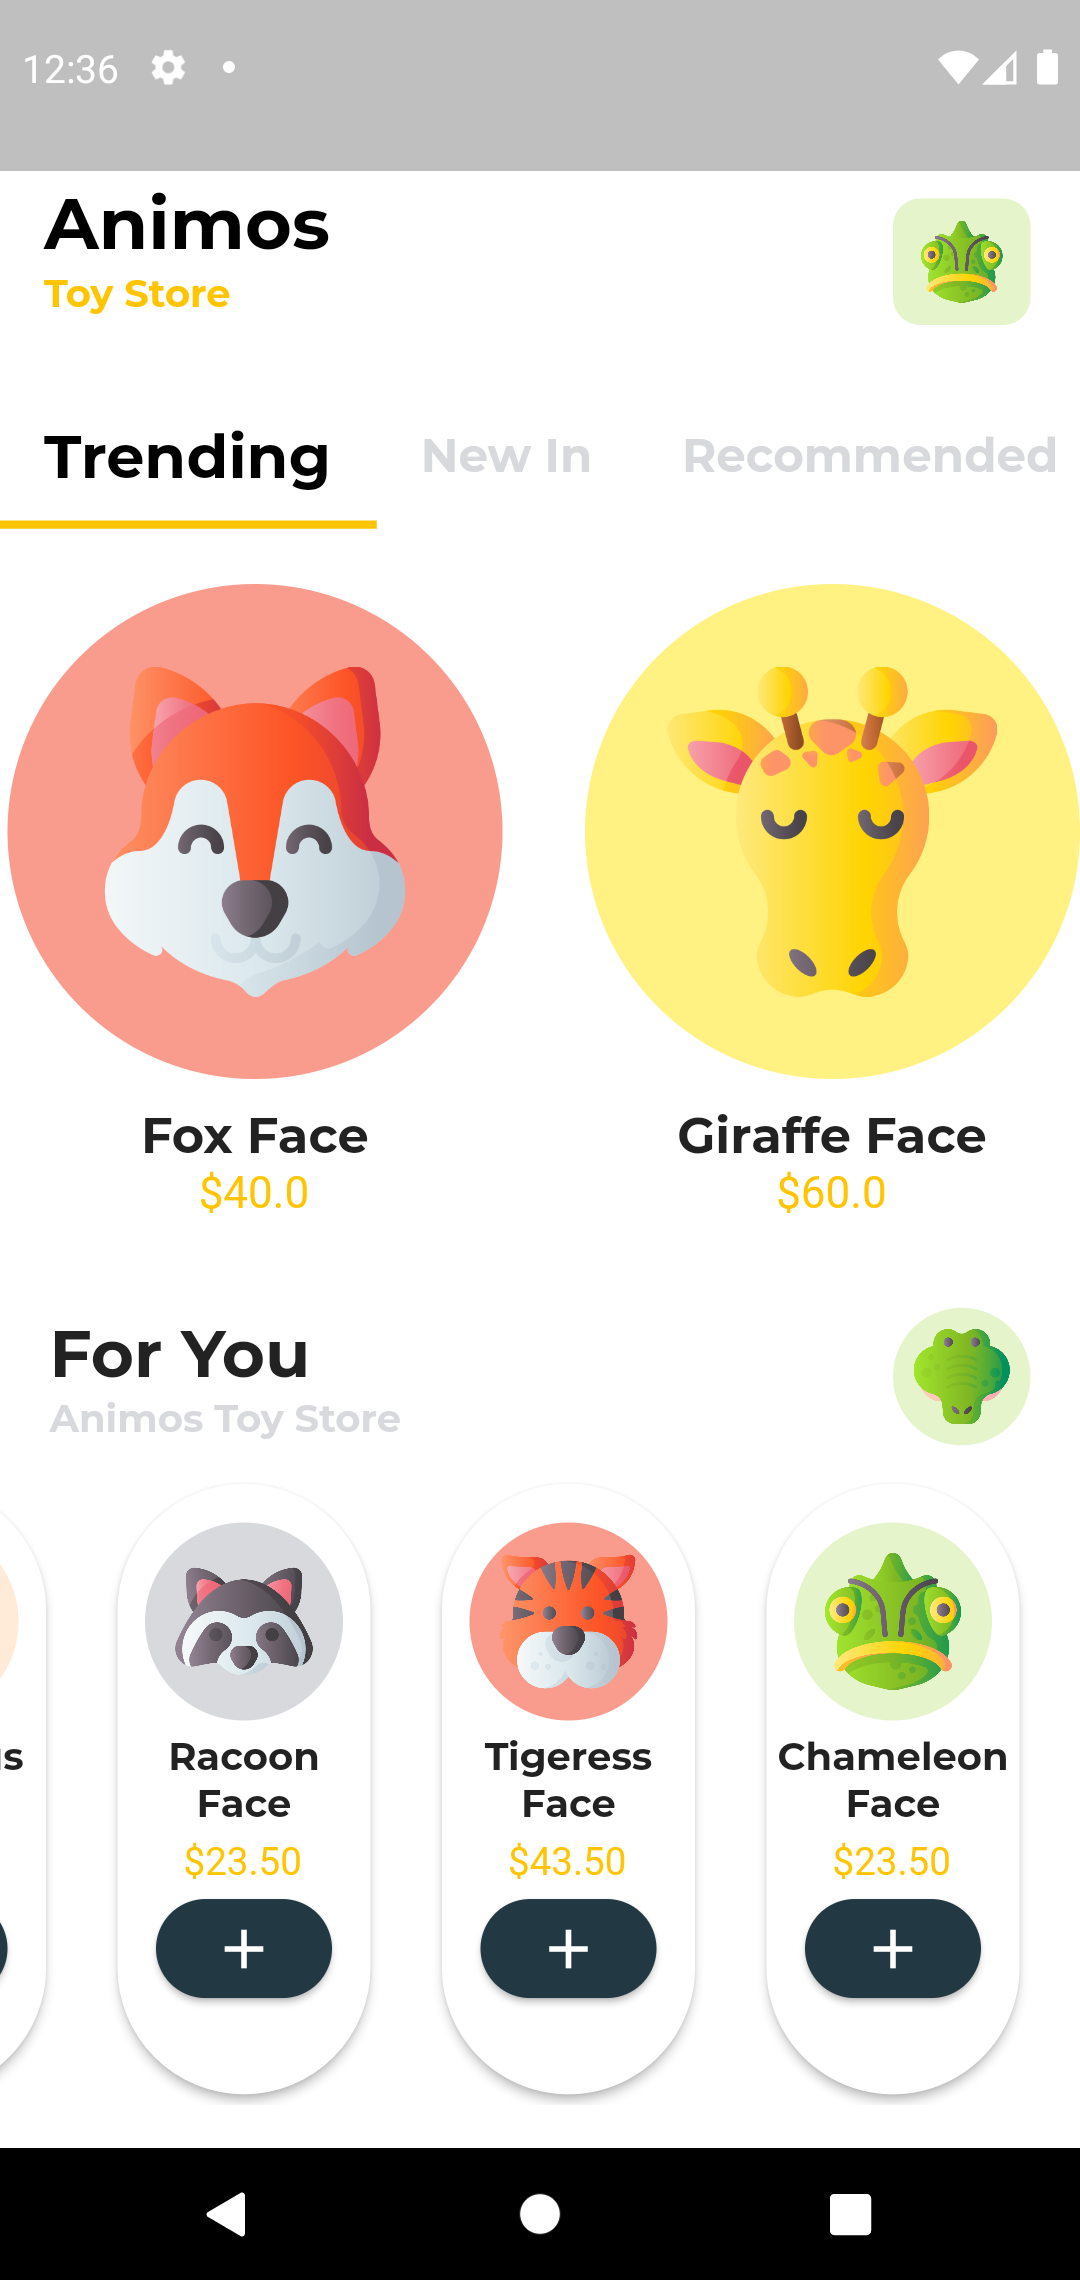 12:36
Animos
Toy Store
Trending New In Recommended
Fox Face
$40.0
Giraffe Face
$60.0
For You
Animos Toy Store
Racoon
Face
$23.50
Tigeress
Face
$43.50
Chameleon
Face
$23.50